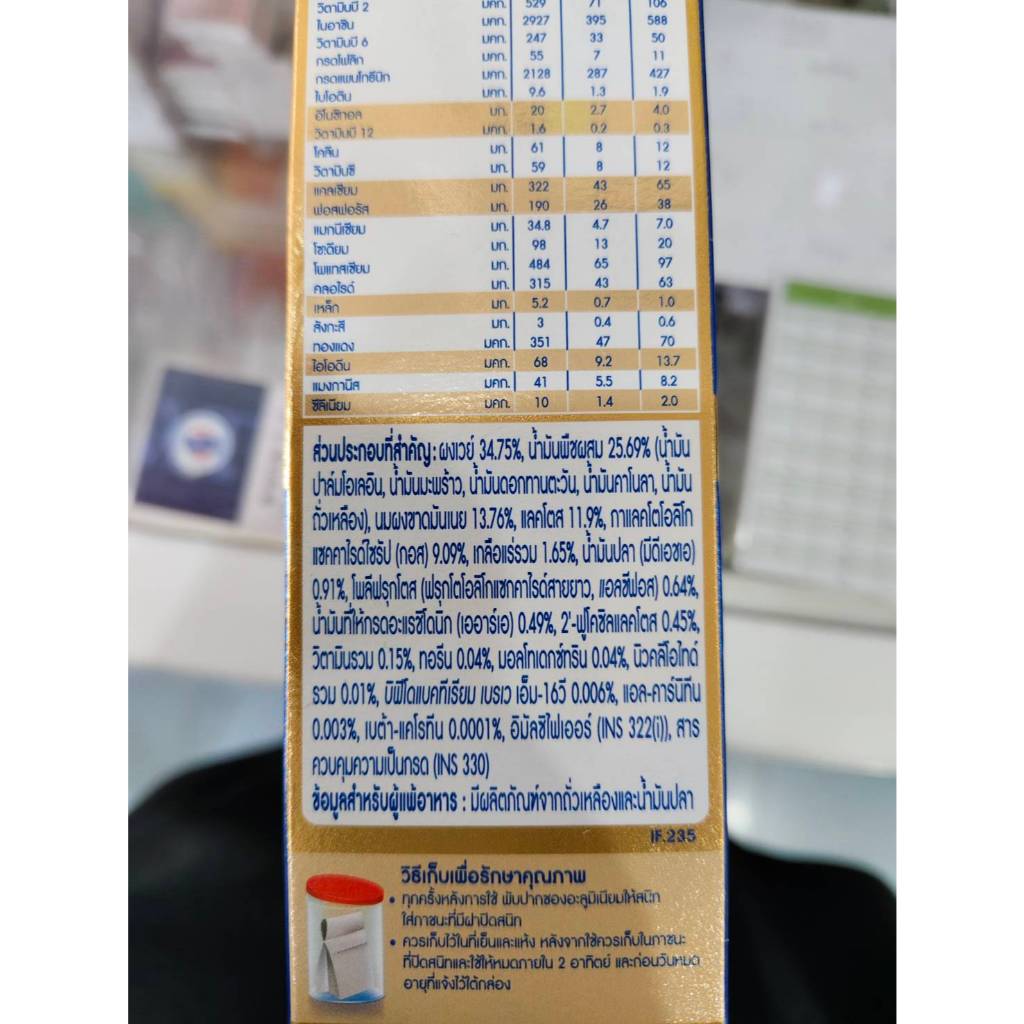 วิตามินบี 2 มคก. 529 71 106
ไนอาซิน มคก. 2927 395 588
วิตามินบี 6 มคก. 247 33 50
กรดโฟลิก มคก. 55 7 11
กรดแพนโทธีนิก มคก. 2128 287 427
ไบโอติน มคก. 9.6 1.3 1.9
อิโนซิทอล มก. 20 2.7 4.0
วิตามินบี 12 มคก. 1.6 0.2 0.3
โคลีน มก. 61 8 12
วิตามินซี มก. 59 8 12
แคลเซียม มก. 322 43 65
ฟอสฟอรัส มก. 190 26 38
แมกนีเซียม มก. 34.8 4.7 7.0
โซเดียม มก. 98 13 20
โพแทสเซียม มก. 484 65 97
คลอไรด์ มก. 315 43 63
เหล็ก มก. 5.2 0.7 1.0
สังกะสี มก. 3 0.4 0.6
ทองแดง มคก. 351 47 70
ไอโอดีน มคก. 68 9.2 13.7
แมงกานีส มคก. 41 5.5 8.2
ซีลีเนียม มคก. 10 1.4 2.0
ส่วนประกอบที่สำคัญ: ผงเวย์ 34.75%, น้ำมันพืชผสม 25.69% (น้ำมัน
ปาล์มโอเลอิน, น้ำมันมะพร้าว, น้ำมันดอกทานตะวัน, น้ำมันคาโนลา, น้ำมัน
ถั่วเหลือง), นมผงขาดมันเนย 13.76%, แลคโตส 11.9%, กาแลคโตโอลิโก
แซคคาไรด์ไซรัป (กอส) 9.09%, เกลือแร่รวม 1.65%, น้ำมันปลา (มีดีเอชเอ)
0.91%, โพลีฟรุกโตส (ฟรุกโตโอลิโกแซกคาไรด์สายยาว, แอลซีฟอส) 0.64%,
น้ำมันที่ให้กรดอะแรชิโดนิก (เออาร์เอ) 0.49%, 2'-ฟูโคซิลแลคโตส 0.45%,
วิตามินรวม 0.15%, ทอรีน 0.04%, มอลโทเดกซ์ทริน 0.04%, นิวคลีโอไทด์
รวม 0.01%, บิฟิโดแบคทีเรียม เบรเว เอ็ม-16วี 0.006%, แอล-คาร์นิทีน
0.003%, เบต้า-แคโรทีน 0.0001%, อิมัลซิไฟเออร์ (INS 322(i)), สาร
ควบคุมความเป็นกรด (INS 330)
ข้อมูลสำหรับผู้แพ้อาหาร : มีผลิตภัณฑ์จากถั่วเหลืองและน้ำมันปลา
IF.235
วิธีเก็บเพื่อรักษาคุณภาพ
• ทุกครั้งหลังการใช้ พับปากซองอะลูมิเนียมให้สนิท
ใส่ภาชนะที่มีฝาปิดสนิท
• ควรเก็บไว้ในที่เย็นและแห้ง หลังจากใช้ควรเก็บในภาชนะ
ที่ปิดสนิทและใช้ให้หมดภายใน 2 อาทิตย์ และก่อนวันหมด
อายุที่แจ้งไว้ใต้กล่อง